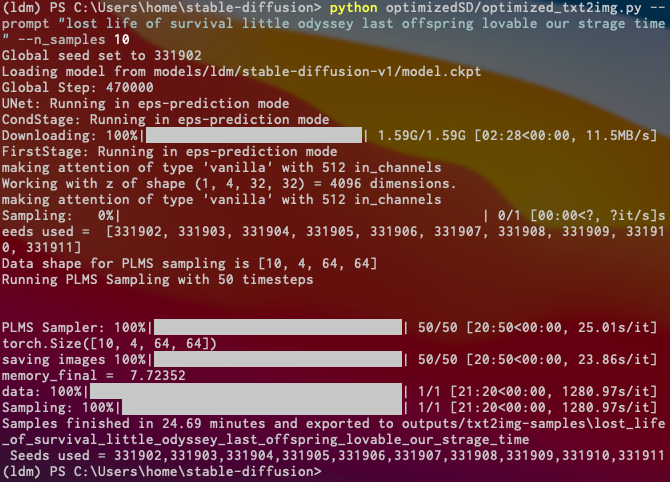 (ldm) PS C:\Users\home\stable-diffusion> python optimizedSD/optimized_txt2img.py --
prompt "lost life of survival little odyssey last offspring lovable our strage time
" --n_samples 10
Global seed set to 331902
Loading model from models/ldm/stable-diffusion-v1/model.ckpt
Global Step: 470000
UNet: Running in eps-prediction mode
CondStage: Running in eps-prediction mode
Downloading: 100%| | 1.59G/1.59G [02:28<00:00, 11.5MB/s]
FirstStage: Running in eps-prediction mode
making attention of type 'vanilla' with 512 in_channels
Working with z of shape (1, 4, 32, 32) = 4096 dimensions.
making attention of type 'vanilla' with 512 in_channels
Sampling: 0%| | 0/1 [00:00<?, ?it/s]s
eeds used = [331902, 331903, 331904, 331905, 331906, 331907, 331908, 331909, 33191
0, 331911]
Data shape for PLMS sampling is [10, 4, 64, 64]
Running PLMS Sampling with 50 timesteps
PLMS Sampler: 100%| | 50/50 [20:50<00:00, 25.01s/it]
torch.Size([10, 4, 64, 64])
saving images 100%| | 50/50 [20:50<00:00, 23.86s/it]
memory_final = 7.72352
data: 100%| | 1/1 [21:20<00:00, 1280.97s/it]
Sampling: 100%| | 1/1 [21:20<00:00, 1280.97s/it]
Samples finished in 24.69 minutes and exported to outputs/txt2img-samples\lost_life
_of_survival_little_odyssey_last_offspring_lovable_our_strage_time
Seeds used = 331902,331903,331904,331905,331906,331907,331908,331909,331910,331911
(ldm) PS C:\Users\home\stable-diffusion>